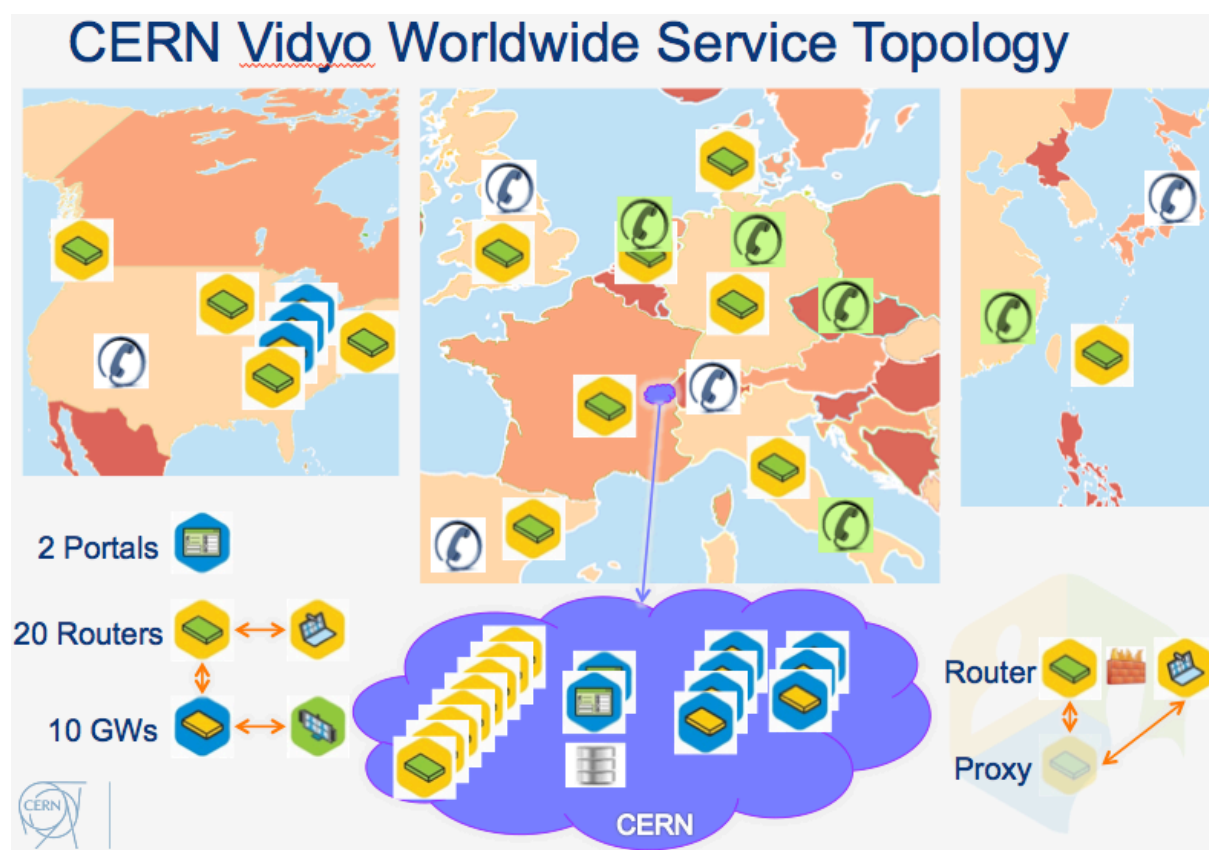 CERN Vidyo Worldwide Service Topology
2 Portals
20 Routers
10 GWs
Router
Proxy
CERN
CERN